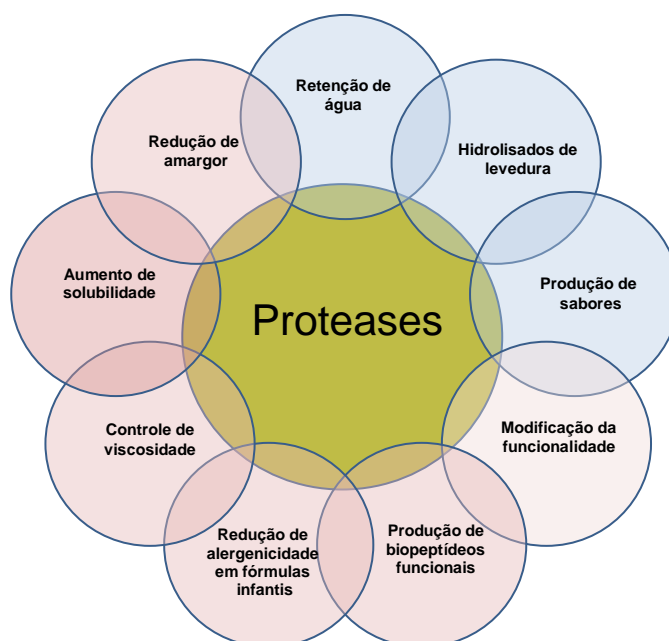 Retenção de
água
Hidrolisados de
levedura
Produção de
sabores
Modificação da
funcionalidade
Produção de
biopeptídeos
funcionais
Redução de
alergenicidade
em fórmulas
infantis
Controle de
viscosidade
Aumento de
solubilidade
Redução de
amargor
Proteases